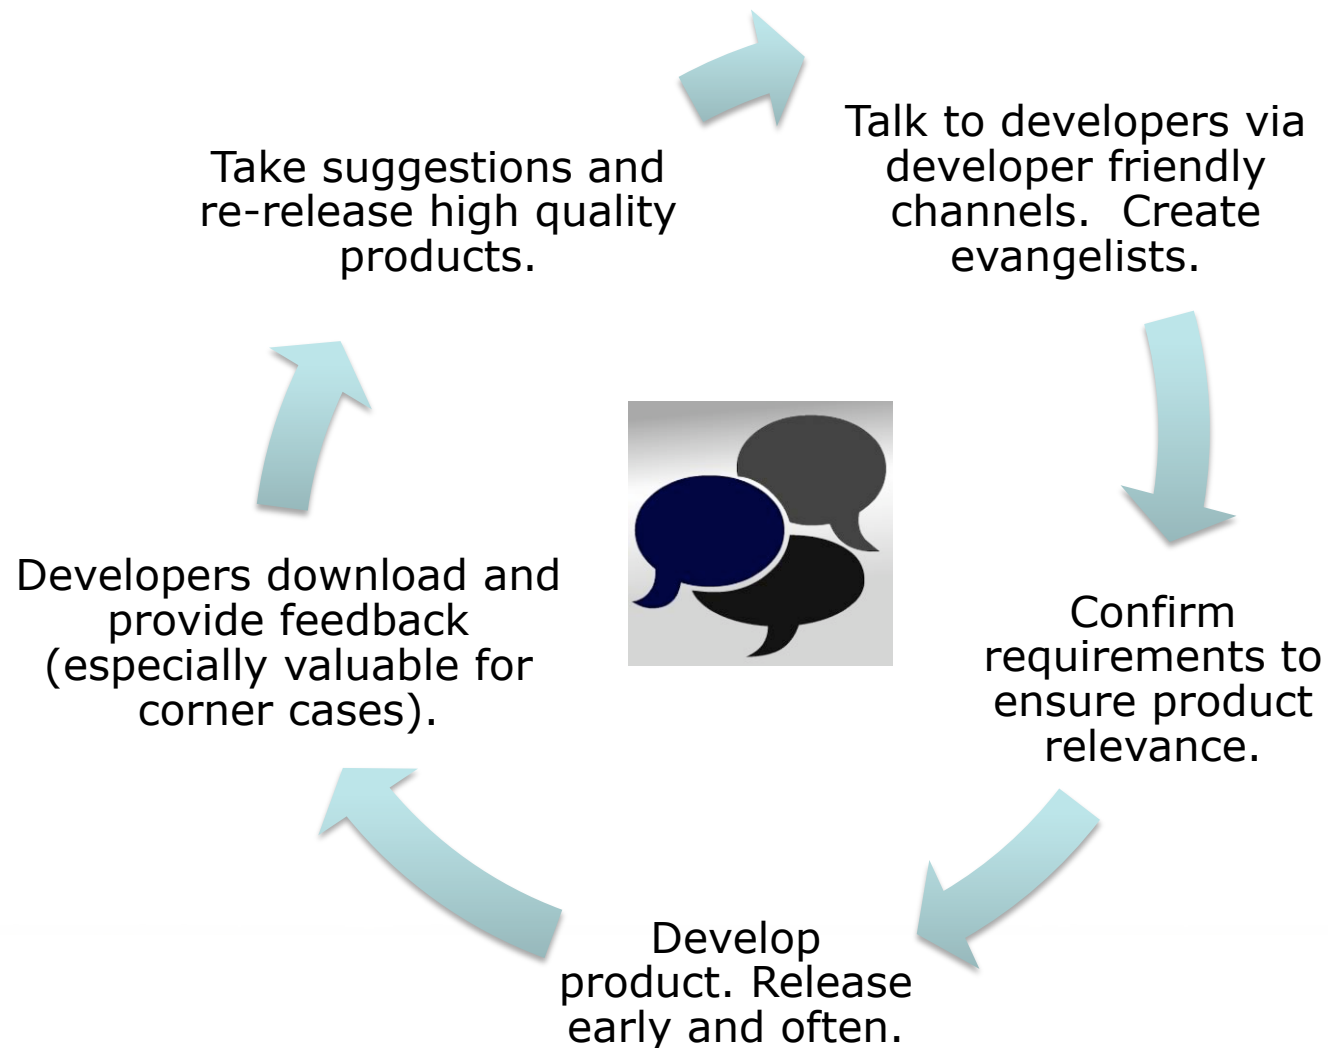 Talk to developers via
developer friendly
channels.  Create
evangelists.
Confirm
requirements to
ensure product
relevance.
Develop
product. Release
early and often.
Developers download and
provide feedback
(especially valuable for
corner cases).
Take suggestions and
re-release high quality
products.